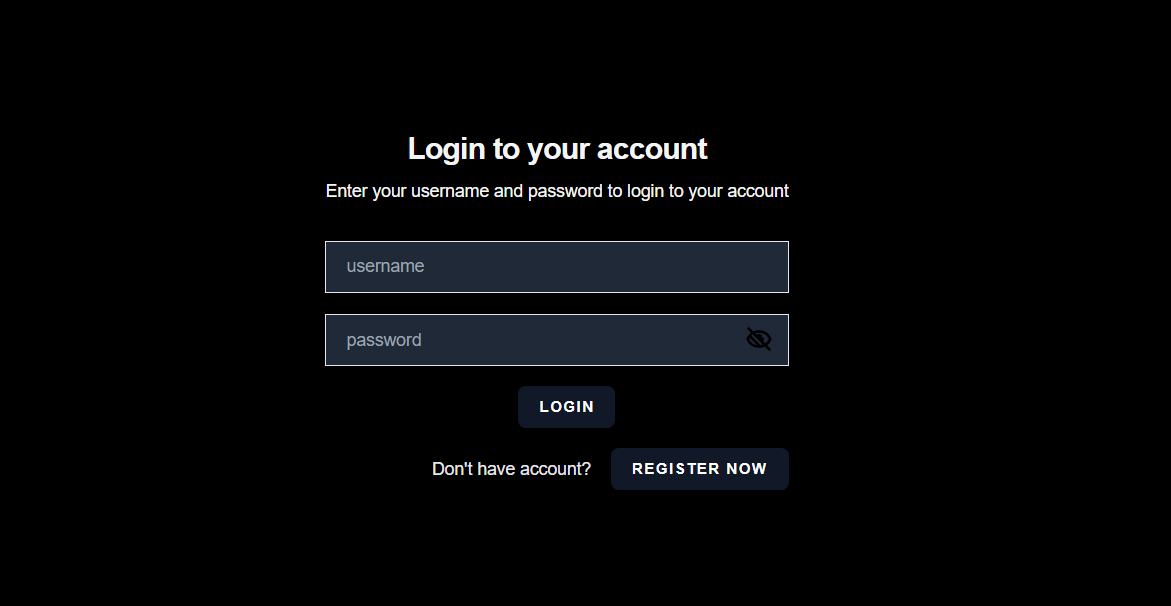 Login to your account
Enter your username and password to login to your account
username
password
LOGIN
Don't have account? REGISTER NOW